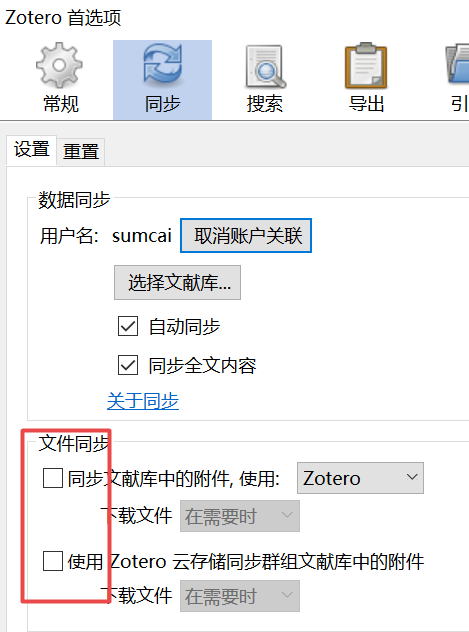 Zotero 首选项
常规 同步 搜索 导出 引
设置 重置
数据同步
用户名: sumcai 取消账户关联
选择文献库...
自动同步
同步全文内容
关于同步
文件同步
同步文献库中的附件, 使用: Zotero
下载文件 在需要时
使用 Zotero 云存储同步群组文献库中的附件
下载文件 在需要时